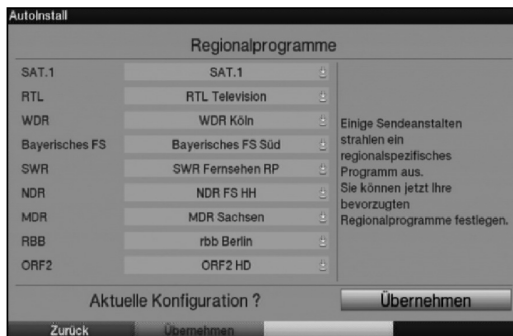 AutoInstall
Regionalprogramme
SAT.1 SAT.1
RTL RTL Television
WDR WDR Köln
Bayerisches FS Bayerisches FS Süd
SWR SWR Fernsehen RP
NDR NDR FS HH
MDR MDR Sachsen
RBB rbb Berlin
ORF2 ORF2 HD
Einige Sendeanstalten
strahlen ein
regionalspezifisches
Programm aus.
Sie können jetzt Ihre
bevorzugten
Regionalprogramme festlegen.
Aktuelle Konfiguration ? Übernehmen
Zurück Übernehmen